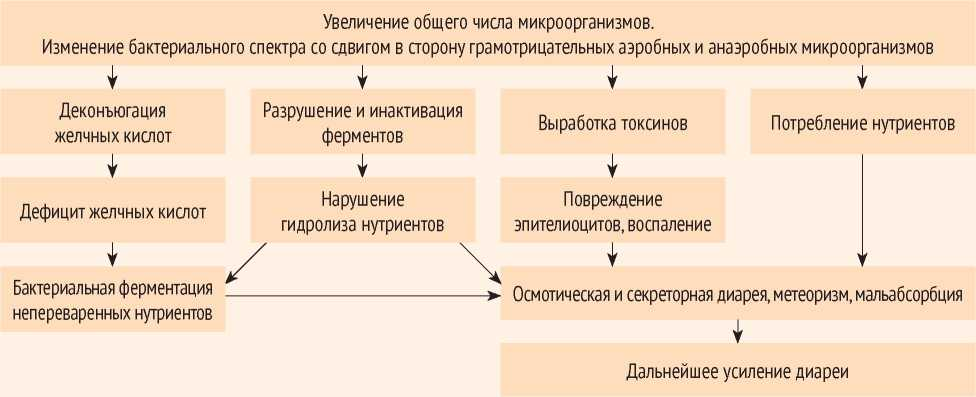 Увеличение общего числа микроорганизмов.
Изменение бактериального спектра со сдвигом в сторону грамотрицательных аэробных и анаэробных микроорганизмов
Деконъюгация
желчных кислот
Разрушение и инактивация
ферментов
Выработка токсинов
Потребление нутриентов
Дефицит желчных кислот
Нарушение
гидролиза нутриентов
Повреждение
эпителиоцитов, воспаление
Бактериальная ферментация
непереваренных нутриентов
Осмотическая и секреторная диарея, метеоризм, мальабсорбция
Дальнейшее усиление диареи